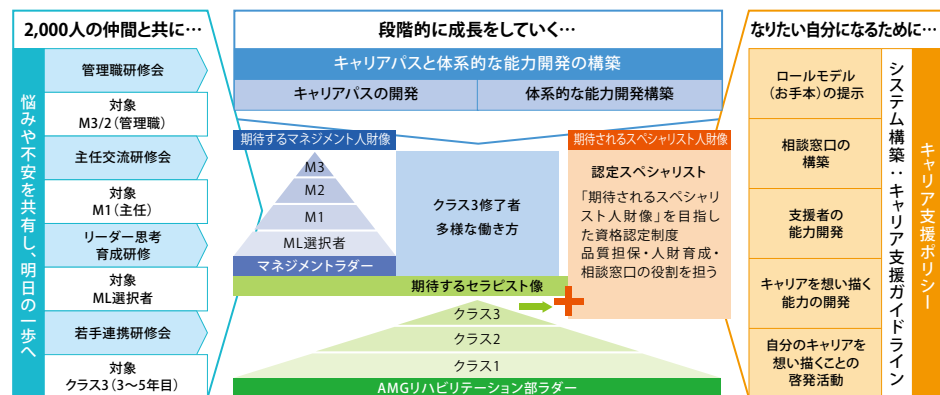 2,000人の仲間と共に…
悩みや不安を共有し、明日の一歩へ
管理職研修会
対象
M3/2（管理職）
主任交流研修会
対象
M1（主任）
リーダー思考
育成研修
対象
ML選択者
若手連携研修会
対象
クラス3（3〜5年目）
段階的に成長をしていく…
キャリアパスと体系的な能力開発の構築
キャリアパスの開発
体系的な能力開発構築
期待するマネジメント人財像
M3
M2
M1
ML選択者
マネジメントラダー
クラス3修了者
多様な働き方
期待されるスペシャリスト人財像
認定スペシャリスト
「期待されるスペシャリ
スト人財像」を目指し
た資格認定制度
品質担保・人財育成・
相談窓口の役割を担う
期待するセラピスト像
クラス3
クラス2
クラス1
AMGリハビリテーション部ラダー
なりたい自分になるために…
ロールモデル
（お手本）の提示
相談窓口の
構築
支援者の
能力開発
キャリアを想い描く
能力の開発
自分のキャリアを
想い描くことの
啓発活動
システム構築：キャリア支援ガイドライン
キャリア支援ポリシー